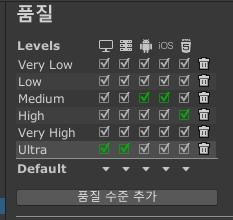 품질
Levels iOS 5
Very Low
Low
Medium
High
Very High
Ultra
Default
품질 수준 추가